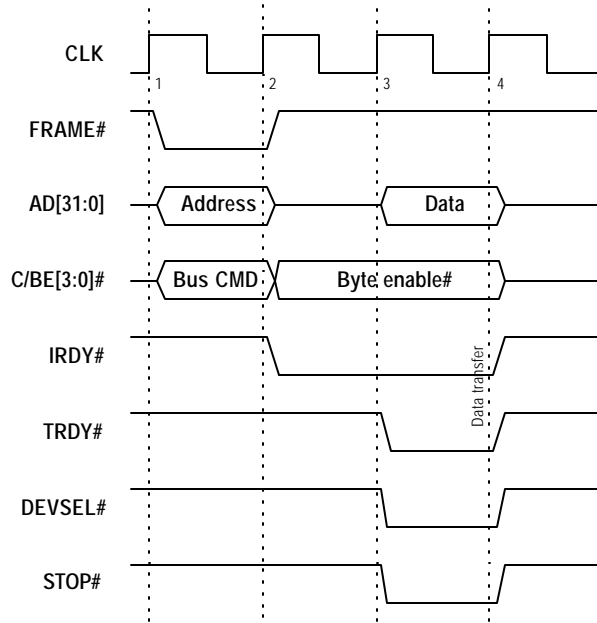 CLK
1 2 3 4
FRAME#
AD[31:0] Address Data
C/BE[3:0]# Bus CMD Byte enable#
IRDY#
Data transfer
TRDY#
DEVSEL#
STOP#